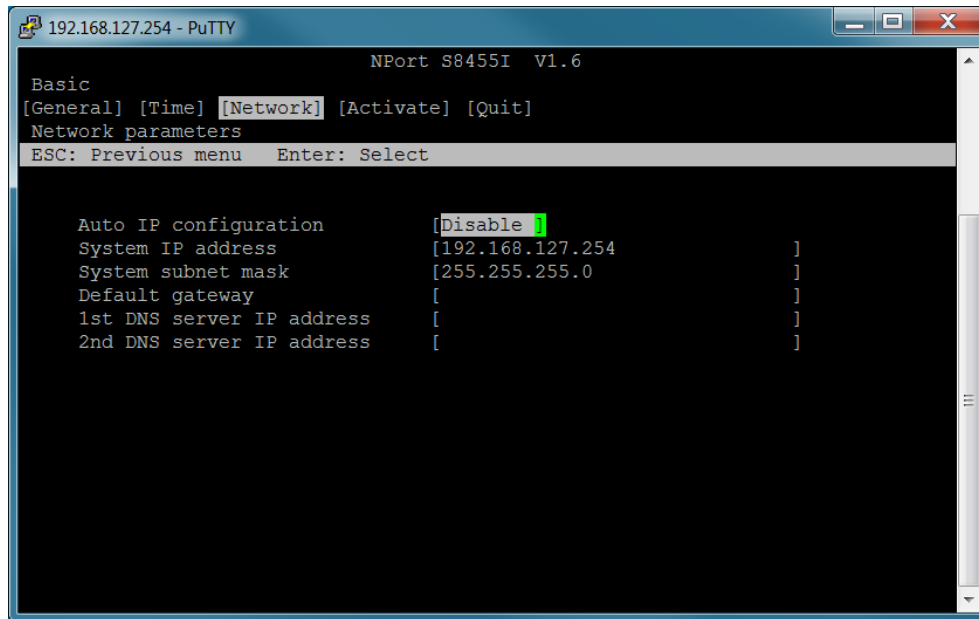 192.168.127.254 - PuTTY
NPort S8455I V1.6
Basic
[General] [Time] [Network] [Activate] [Quit]
Network parameters
ESC: Previous menu Enter: Select
Auto IP configuration [Disable ]
System IP address [192.168.127.254 ]
System subnet mask [255.255.255.0 ]
Default gateway [ ]
1st DNS server IP address [ ]
2nd DNS server IP address [ ]